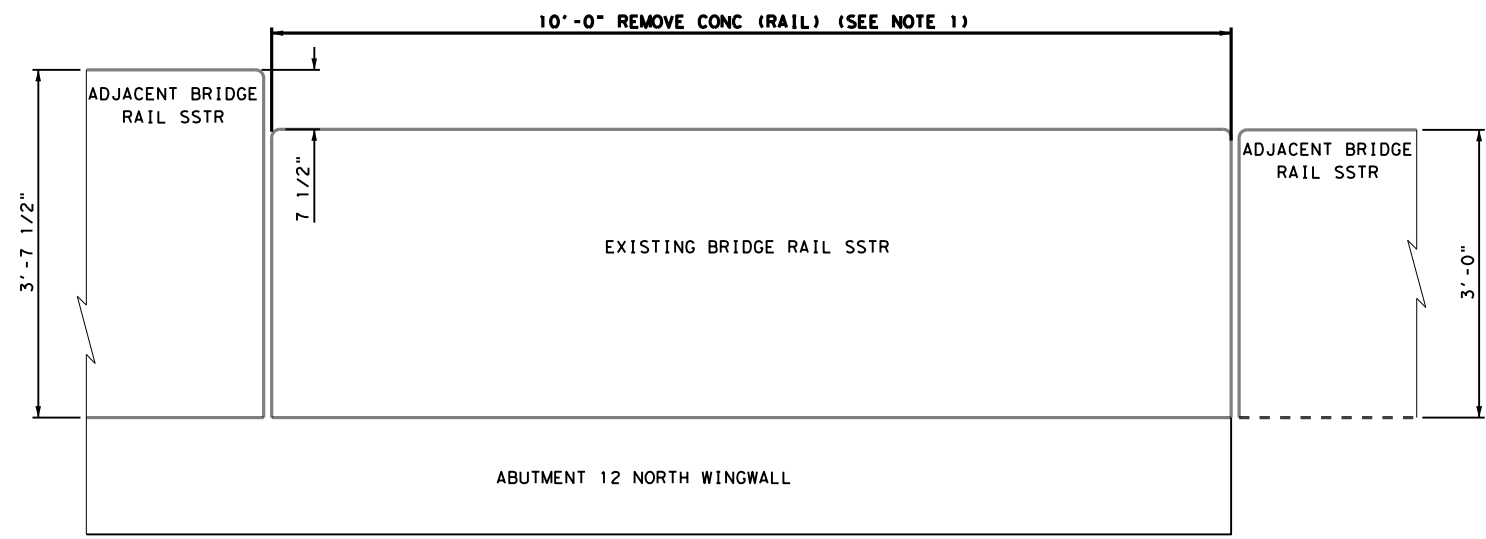 10'-0" REMOVE CONC (RAIL) (SEE NOTE 1)
ADJACENT BRIDGE
RAIL SSTR
ADJACENT BRIDGE
RAIL SSTR
7 1/2"
3'-7 1/2"
EXISTING BRIDGE RAIL SSTR
3'-0"
ABUTMENT 12 NORTH WINGWALL